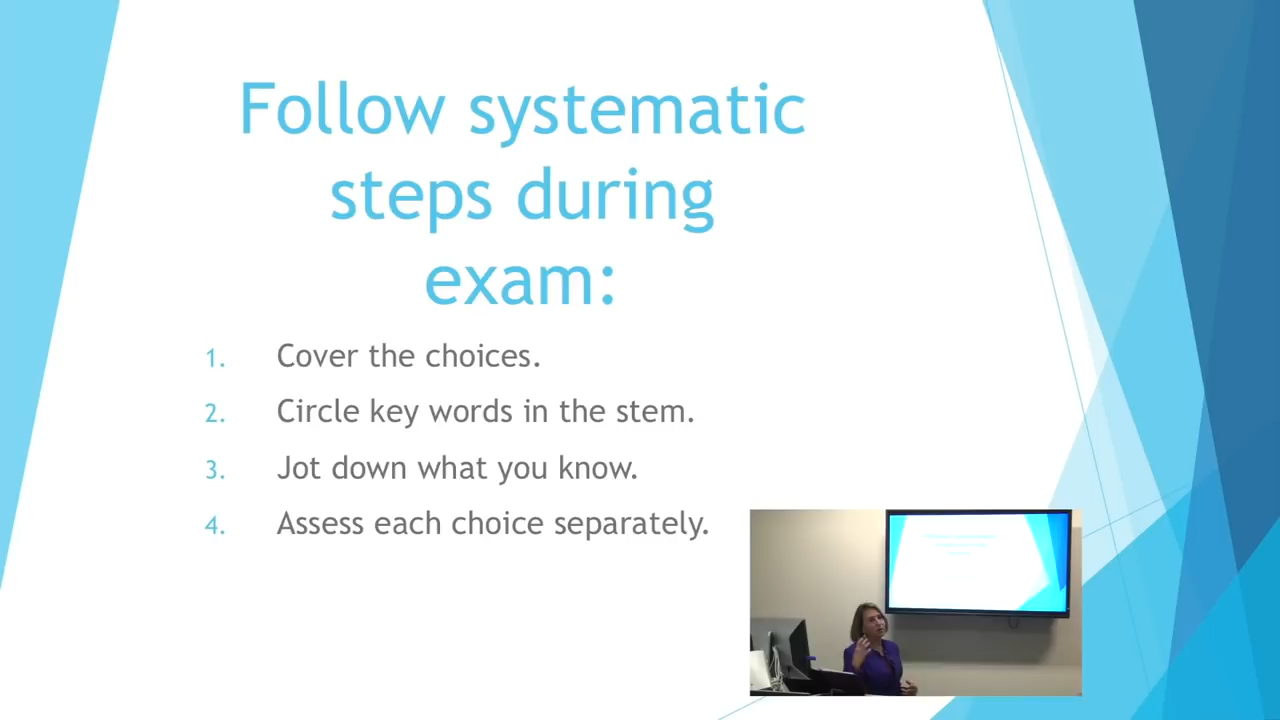 Follow systematic
steps during
exam:
1. Cover the choices.
2. Circle key words in the stem.
3. Jot down what you know.
4. Assess each choice separately.